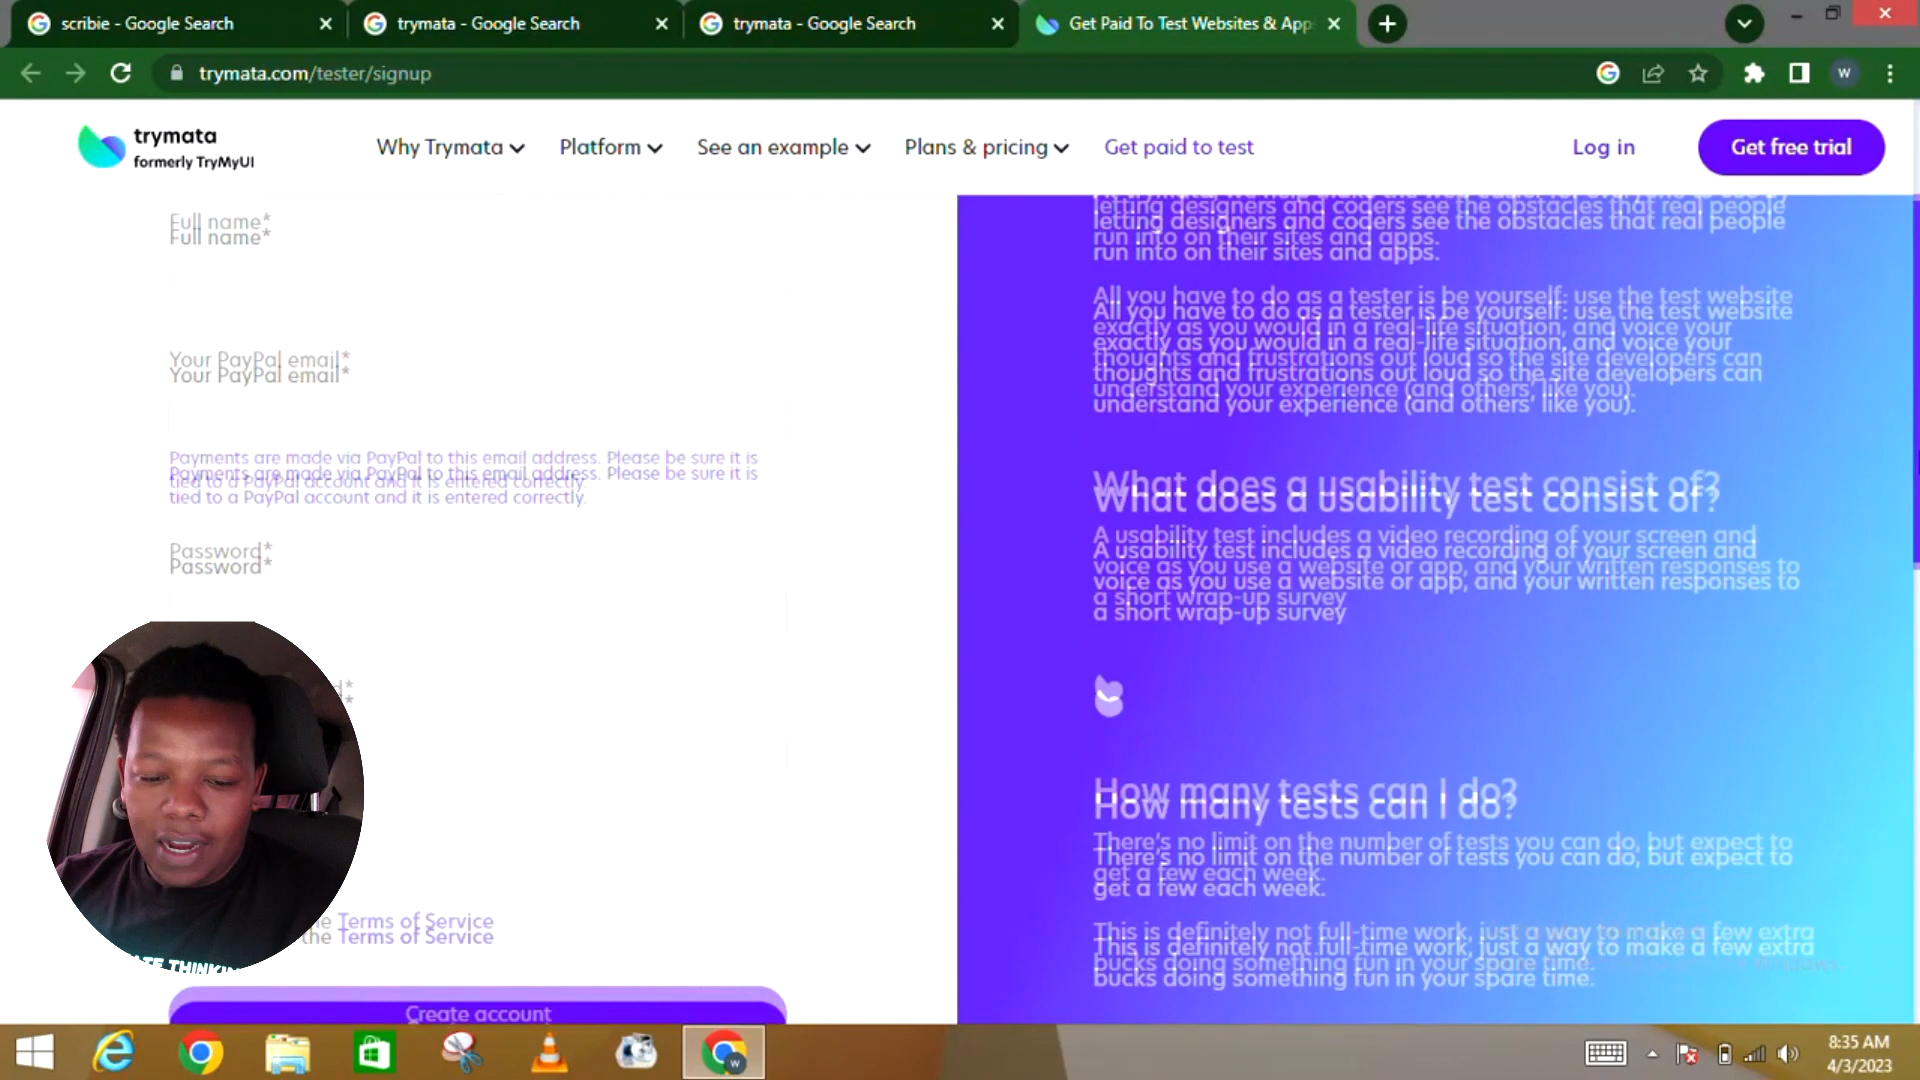 scribie - Google Search
trymata - Google Search
trymata - Google Search
Get Paid To Test Websites & App
trymata.com/tester/signup
W
trymata
formerly TryMyUI
Why Trymata
Platform
See an example
Plans & pricing
Get paid to test
Log in
Get free trial
Full name*
Your PayPal email*
Payments are made via PayPal to this email address. Please be sure it is
tied to a PayPal account and it is entered correctly.
Password*
the Terms of Service
Create account
letting designers and coders see the obstacles that real people
run into on their sites and apps.
All you have to do as a tester is be yourself: use the test website
exactly as you would in a real-life situation, and voice your
thoughts and frustrations out loud so the site developers can
understand your experience (and others' like you).
What does a usability test consist of?
A usability test includes a video recording of your screen and
voice as you use a website or app, and your written responses to
a short wrap-up survey
How many tests can I do?
There's no limit on the number of tests you can do, but expect to
get a few each week.
This is definitely not full-time work, just a way to make a few extra
bucks doing something fun in your spare time.
8:35 AM
4/3/2023